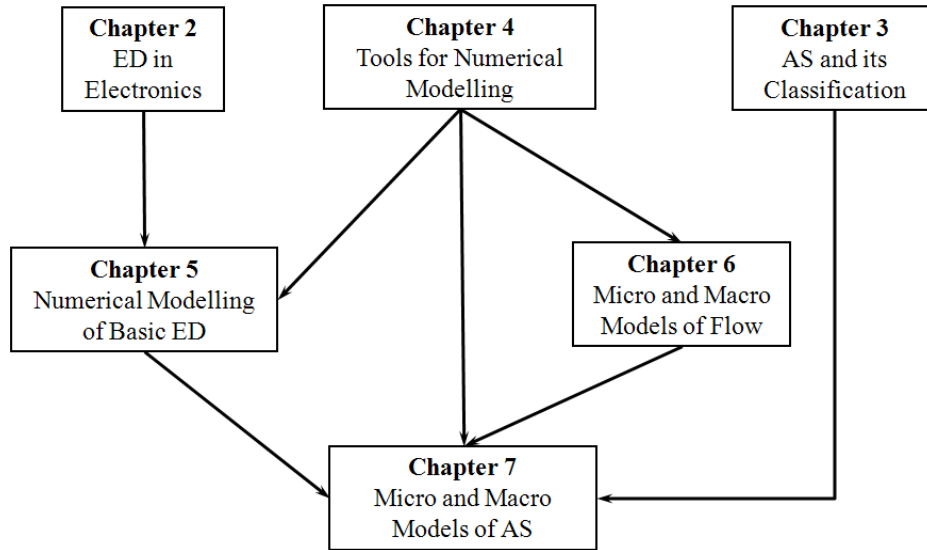 Chapter 2
ED in
Electronics
Chapter 4
Tools for Numerical
Modelling
Chapter 3
AS and its
Classification
Chapter 5
Numerical Modelling
of Basic ED
Chapter 6
Micro and Macro
Models of Flow
Chapter 7
Micro and Macro
Models of AS